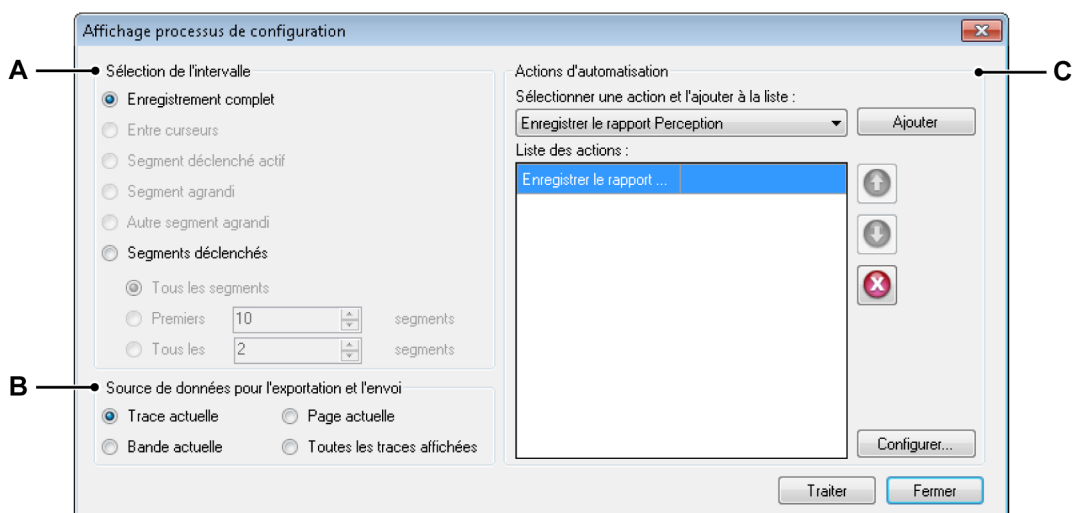 Affichage processus de configuration
A
Sélection de l'intervalle
Enregistrement complet
Entre curseurs
Segment déclenché actif
Segment agrandi
Autre segment agrandi
Segments déclenchés
Tous les segments
Premiers 10 segments
Tous les 2 segments
B
Source de données pour l'exportation et l'envoi
Trace actuelle Page actuelle
Bande actuelle Toutes les traces affichées
C
Actions d'automatisation
Sélectionner une action et l'ajouter à la liste :
Enregistrer le rapport Perception Ajouter
Liste des actions :
Enregistrer le rapport ...
Configurer...
Traiter Fermer